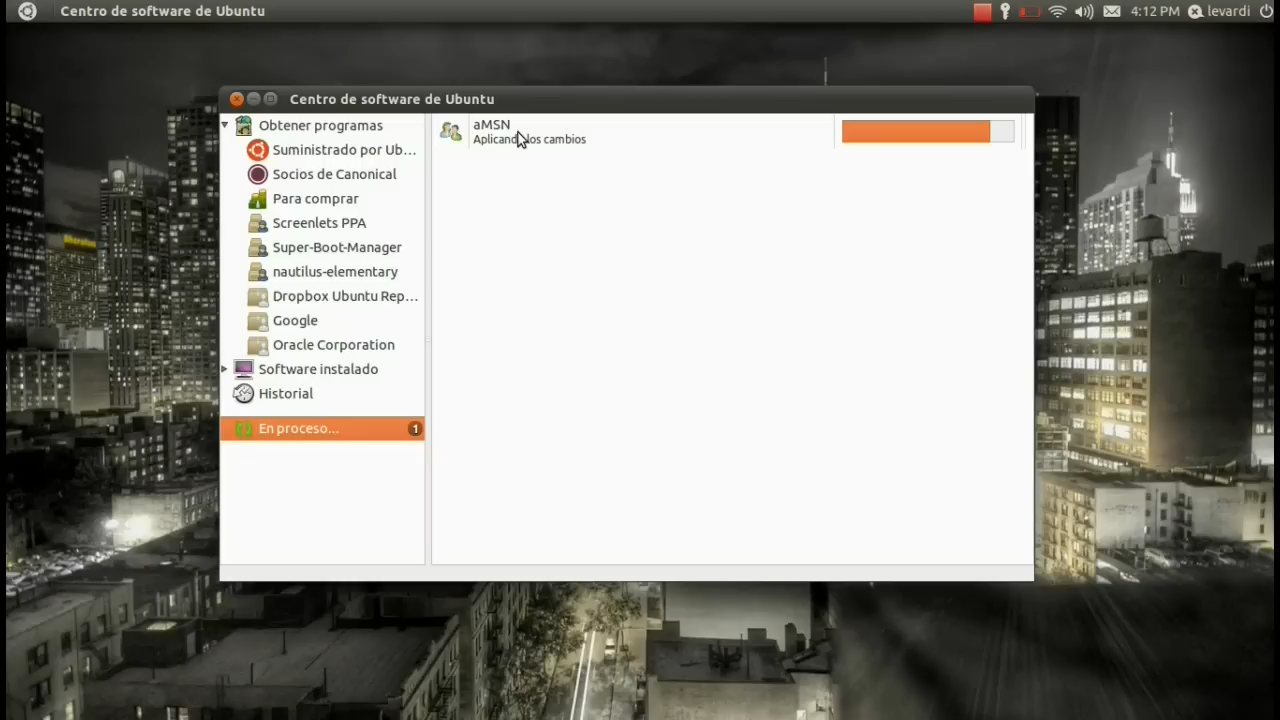 Centro de software de Ubuntu
4:12 PM levardi
Centro de software de Ubuntu
Obtener programas
Suministrado por Ub...
Socios de Canonical
Para comprar
Screenlets PPA
Super-Boot-Manager
nautilus-elementary
Dropbox Ubuntu Rep...
Google
Oracle Corporation
Software instalado
Historial
En proceso... 1
aMSN
Aplicando los cambios